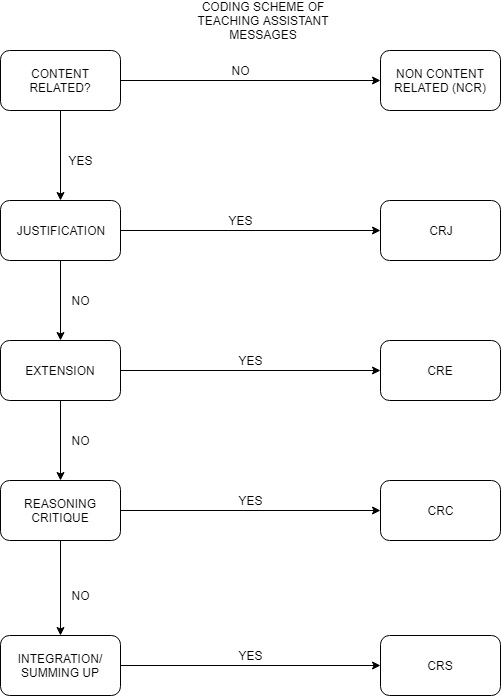 CODING SCHEME OF
TEACHING ASSISTANT
MESSAGES
CONTENT
RELATED?
NO
NON CONTENT
RELATED (NCR)
YES
JUSTIFICATION
YES
CRJ
NO
EXTENSION
YES
CRE
NO
REASONING
CRITIQUE
YES
CRC
NO
INTEGRATION/
SUMMING UP
YES
CRS